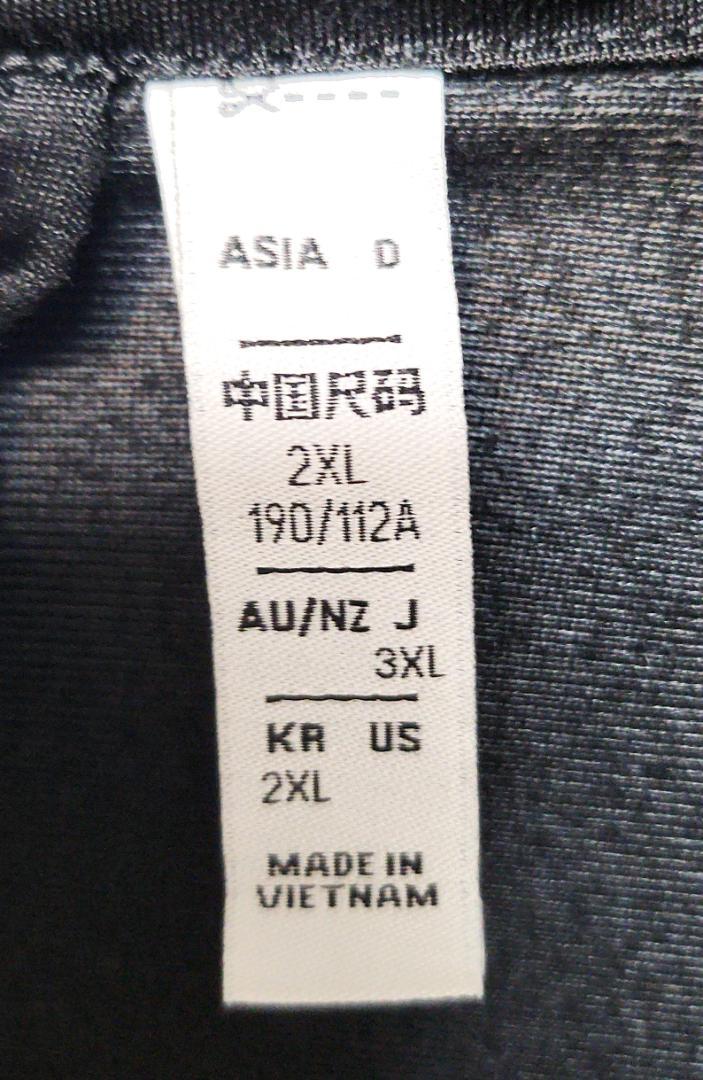 ASIA D
中国尺码
2XL
190/112A
AU/NZ J
3XL
KR US
2XL
MADE IN
VIETNAM